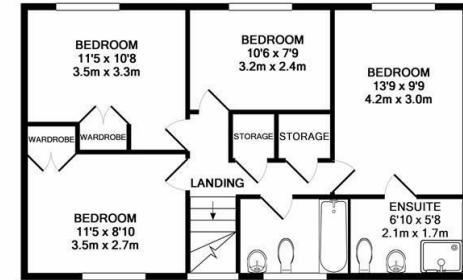 BEDROOM
11'5 x 10'8
3.5m x 3.3m
BEDROOM
10'6 x 7'9
3.2m x 2.4m
BEDROOM
13'9 x 9'9
4.2m x 3.0m
WARDROBE
WARDROBE
STORAGE
STORAGE
LANDING
BEDROOM
11'5 x 8'10
3.5m x 2.7m
ENSUITE
6'10 x 5'8
2.1m x 1.7m